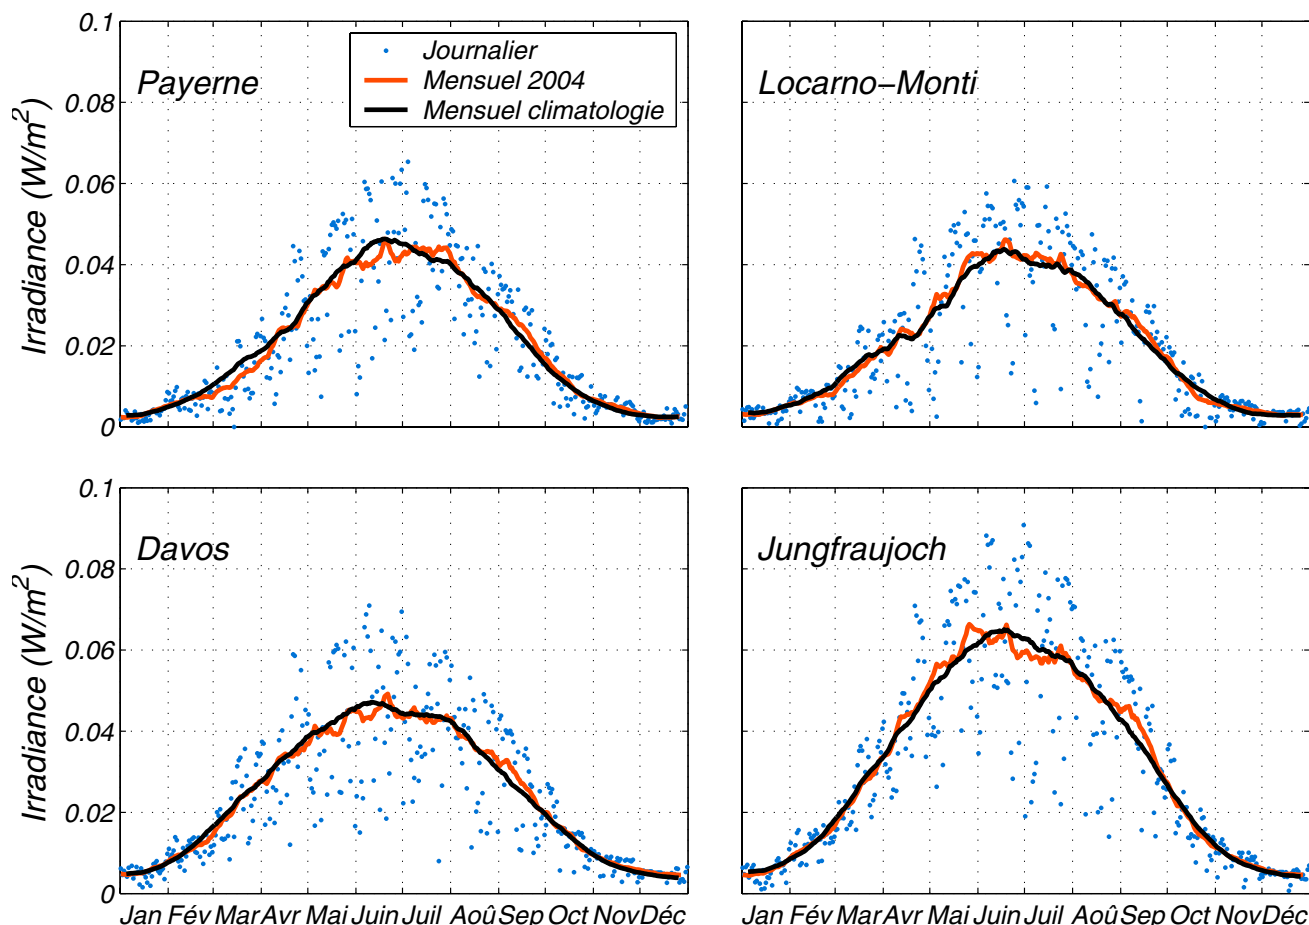 0.1
0.08
0.06
0.04
0.02
0
Irradiance (W/m²)
Payerne
Journalier
Mensuel 2004
Mensuel climatologie
Locarno–Monti
0.1
0.08
0.06
0.04
0.02
0
Irradiance (W/m²)
Davos
Jungfraujoch
Jan Fév Mar Avr Mai Juin Juil Aoû Sep Oct Nov Déc
Jan Fév Mar Avr Mai Juin Juil Aoû Sep Oct Nov Déc